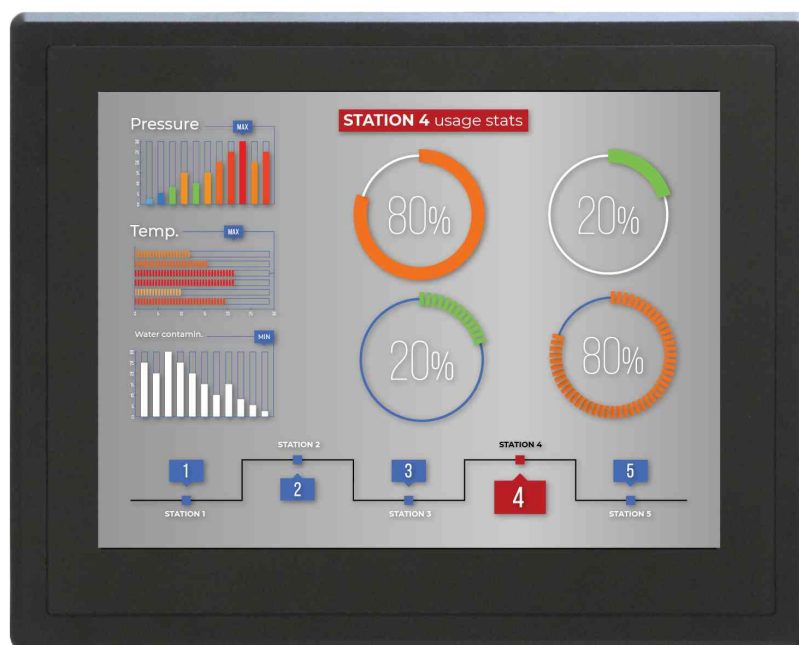 STATION 4 usage stats
Pressure
MAX
Temp.
MAX
Water contamin.
MIN
80%
20%
20%
80%
STATION 2
STATION 4
1
3
5
2
4
STATION 1
STATION 3
STATION 5